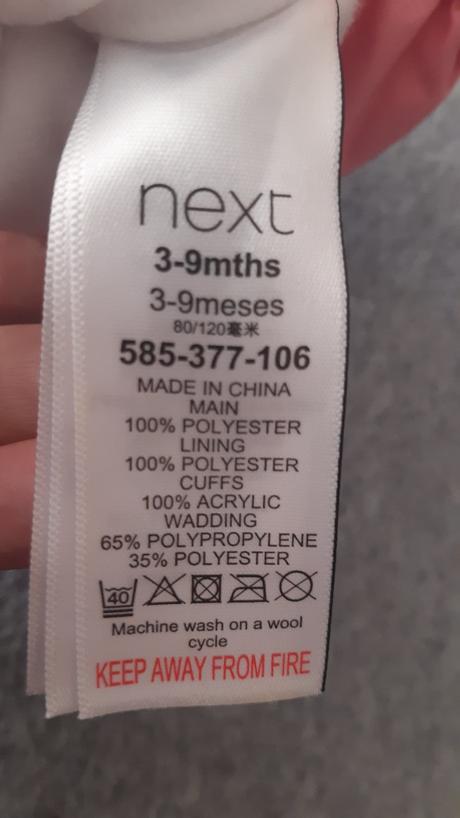 next
3-9mths
3-9meses
80/120毫米
585-377-106
MADE IN CHINA
MAIN
100% POLYESTER
LINING
100% POLYESTER
CUFFS
100% ACRYLIC
WADDING
65% POLYPROPYLENE
35% POLYESTER
40
Machine wash on a wool
cycle
KEEP AWAY FROM FIRE